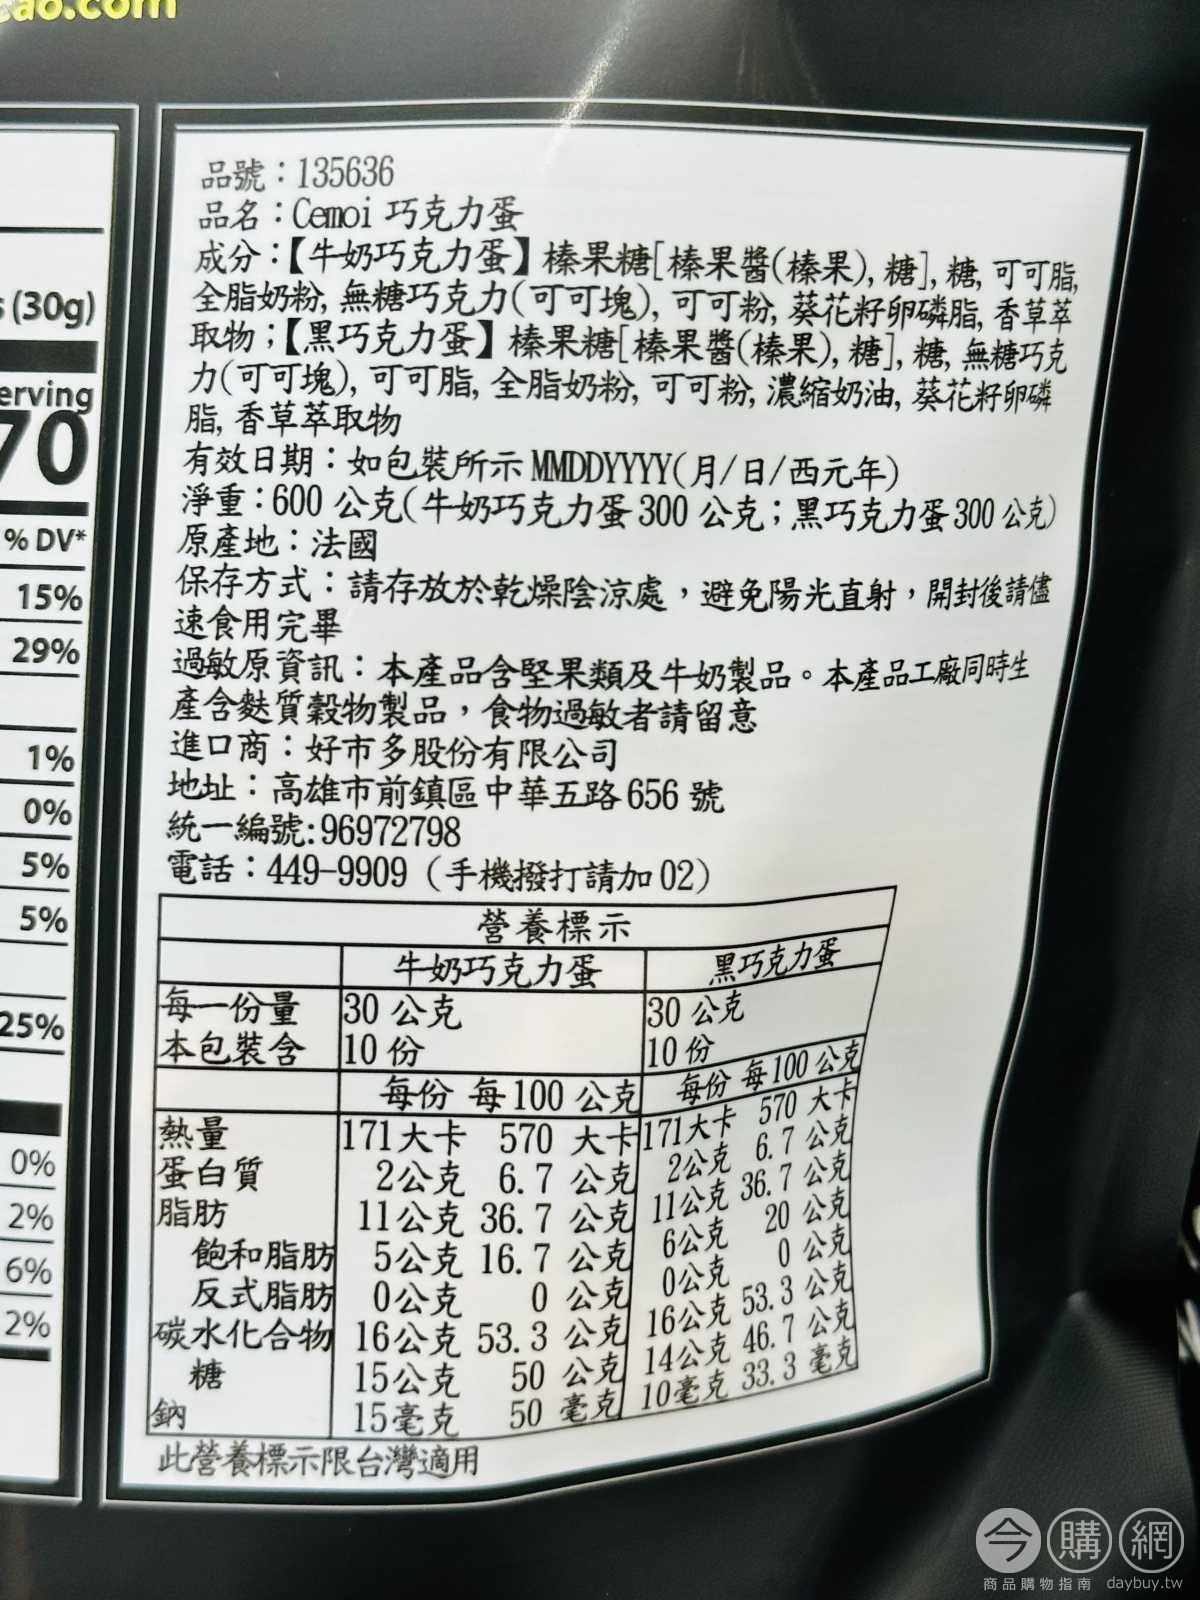 cao.com
s (30g)
erving
70
% DV*
15%
29%
1%
0%
5%
5%
25%
0%
2%
6%
2%
品號：135636
品名：Cemoi 巧克力蛋
成分：【牛奶巧克力蛋】榛果糖[榛果醬(榛果), 糖], 糖, 可可脂,
全脂奶粉, 無糖巧克力(可可塊), 可可粉, 葵花籽卵磷脂, 香草萃
取物；【黑巧克力蛋】榛果糖[榛果醬(榛果), 糖], 糖, 無糖巧克
力(可可塊), 可可脂, 全脂奶粉, 可可粉, 濃縮奶油, 葵花籽卵磷
脂, 香草萃取物
有效日期：如包裝所示 MMDDYYYY(月/日/西元年)
淨重：600 公克(牛奶巧克力蛋 300 公克；黑巧克力蛋 300 公克)
原產地：法國
保存方式：請存放於乾燥陰涼處，避免陽光直射，開封後請儘
速食用完畢
過敏原資訊：本產品含堅果類及牛奶製品。本產品工廠同時生
產含麩質穀物製品，食物過敏者請留意
進口商：好市多股份有限公司
地址：高雄市前鎮區中華五路 656 號
統一編號:96972798
電話：449-9909 (手機撥打請加 02)
營養標示
牛奶巧克力蛋 黑巧克力蛋
每一份量 30 公克 30 公克
本包裝含 10 份 10 份
每份 每 100 公克 每份 每 100 公克
熱量 171 大卡 570 大卡 171 大卡 570 大卡
蛋白質 2 公克 6.7 公克 2 公克 6.7 公克
脂肪 11 公克 36.7 公克 11 公克 36.7 公克
飽和脂肪 5 公克 16.7 公克 6 公克 20 公克
反式脂肪 0 公克 0 公克 0 公克 0 公克
碳水化合物 16 公克 53.3 公克 16 公克 53.3 公克
糖 15 公克 50 公克 14 公克 46.7 公克
鈉 15 毫克 50 毫克 10 毫克 33.3 毫克
此營養標示限台灣適用
今購網
商品購物指南 daybuy.tw